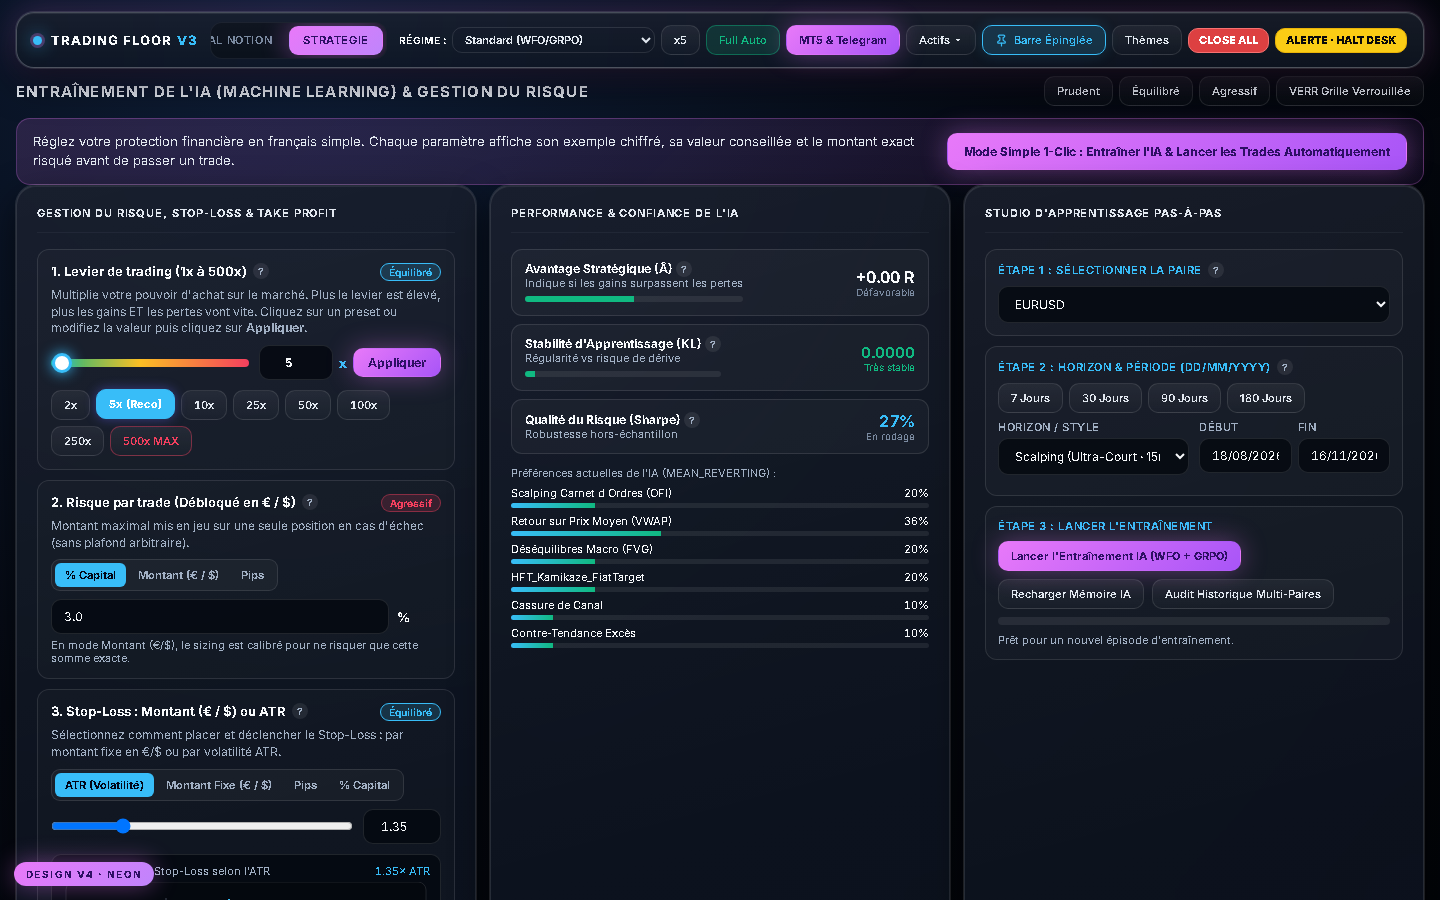 TRADING FLOOR V3
AL NOTION
STRATEGIE
RÉGIME :
Standard (WFO/GRPO)
x5
Full Auto
MT5 & Telegram
Actifs
Barre Épinglée
Thèmes
CLOSE ALL
ALERTE · HALT DESK
ENTRAÎNEMENT DE L'IA (MACHINE LEARNING) & GESTION DU RISQUE
Prudent
Équilibré
Agressif
VERR Grille Verrouillée
Réglez votre protection financière en français simple. Chaque paramètre affiche son exemple chiffré, sa valeur conseillée et le montant exact
risqué avant de passer un trade.
Mode Simple 1-Clic : Entraîner l'IA & Lancer les Trades Automatiquement
GESTION DU RISQUE, STOP-LOSS & TAKE PROFIT
1. Levier de trading (1x à 500x) ?
Équilibré
Multiplie votre pouvoir d'achat sur le marché. Plus le levier est élevé,
plus les gains ET les pertes vont vite. Cliquez sur un preset ou
modifiez la valeur puis cliquez sur Appliquer.
5
x
Appliquer
2x
5x (Reco)
10x
25x
50x
100x
250x
500x MAX
2. Risque par trade (Débloqué en € / $) ?
Agressif
Montant maximal mis en jeu sur une seule position en cas d'échec
(sans plafond arbitraire).
% Capital
Montant (€ / $)
Pips
3.0
%
En mode Montant (€/$), le sizing est calibré pour ne risquer que cette
somme exacte.
3. Stop-Loss : Montant (€ / $) ou ATR ?
Équilibré
Sélectionnez comment placer et déclencher le Stop-Loss : par
montant fixe en €/$ ou par volatilité ATR.
ATR (Volatilité)
Montant Fixe (€ / $)
Pips
% Capital
1.35
Stop-Loss selon l'ATR
1.35× ATR
DESIGN V4 · NEON
PERFORMANCE & CONFIANCE DE L'IA
Avantage Stratégique (Â) ?
Indique si les gains surpassent les pertes
+0.00 R
Défavorable
Stabilité d'Apprentissage (KL) ?
Régularité vs risque de dérive
0.0000
Très stable
Qualité du Risque (Sharpe) ?
Robustesse hors-échantillon
27%
En rodage
Préférences actuelles de l'IA (MEAN_REVERTING) :
Scalping Carnet d Ordres (OFI) 20%
Retour sur Prix Moyen (VWAP) 36%
Déséquilibres Macro (FVG) 20%
HFT_Kamikaze_FiatTarget 20%
Cassure de Canal 10%
Contre-Tendance Excès 10%
STUDIO D'APPRENTISSAGE PAS-À-PAS
ÉTAPE 1 : SÉLECTIONNER LA PAIRE ?
EURUSD
ÉTAPE 2 : HORIZON & PÉRIODE (DD/MM/YYYY) ?
7 Jours
30 Jours
90 Jours
180 Jours
HORIZON / STYLE
DÉBUT
FIN
Scalping (Ultra-Court · 15
18/08/202
16/11/202
ÉTAPE 3 : LANCER L'ENTRAÎNEMENT
Lancer l'Entraînement IA (WFO + GRPO)
Recharger Mémoire IA
Audit Historique Multi-Paires
Prêt pour un nouvel épisode d'entraînement.